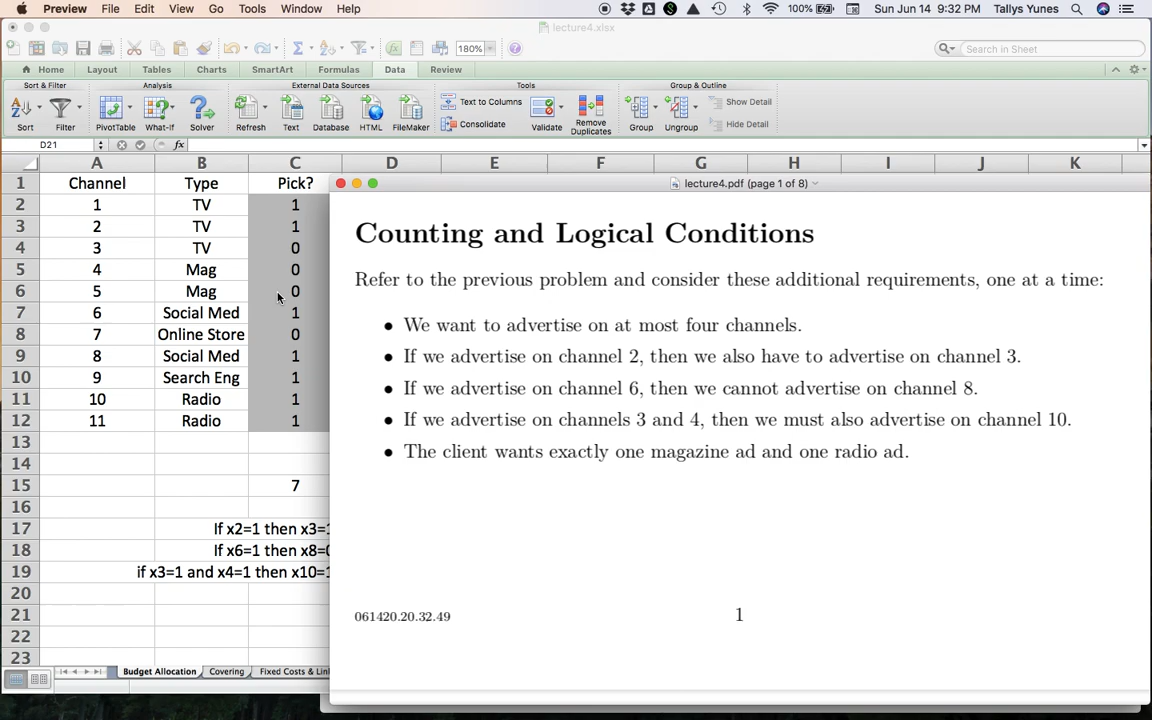 Preview File Edit View Go Tools Window Help 100% Sun Jun 14 9:32 PM Tallys Yunes
lecture4.xlsx
180% Search in Sheet
Home Layout Tables Charts SmartArt Formulas Data Review
Sort & Filter Analysis External Data Sources Tools Group & Outline
Text to Columns Show Detail
Consolidate Hide Detail
Sort Filter PivotTable What-If Solver Refresh Text Database HTML FileMaker Validate Remove Duplicates Group Ungroup
D21 fx
A B C D E F G H I J K
1 Channel Type Pick?
2 1 TV 1
3 2 TV 1
4 3 TV 0
5 4 Mag 0
6 5 Mag 0
7 6 Social Med 1
8 7 Online Store 0
9 8 Social Med 1
10 9 Search Eng 1
11 10 Radio 1
12 11 Radio 1
13
14
15 7
16
17 If x2=1 then x3=1
18 If x6=1 then x8=0
19 if x3=1 and x4=1 then x10=1
20
21
22
23
Budget Allocation Covering Fixed Costs & Lin
lecture4.pdf (page 1 of 8)
Counting and Logical Conditions
Refer to the previous problem and consider these additional requirements, one at a time:
• We want to advertise on at most four channels.
• If we advertise on channel 2, then we also have to advertise on channel 3.
• If we advertise on channel 6, then we cannot advertise on channel 8.
• If we advertise on channels 3 and 4, then we must also advertise on channel 10.
• The client wants exactly one magazine ad and one radio ad.
061420.20.32.49 1